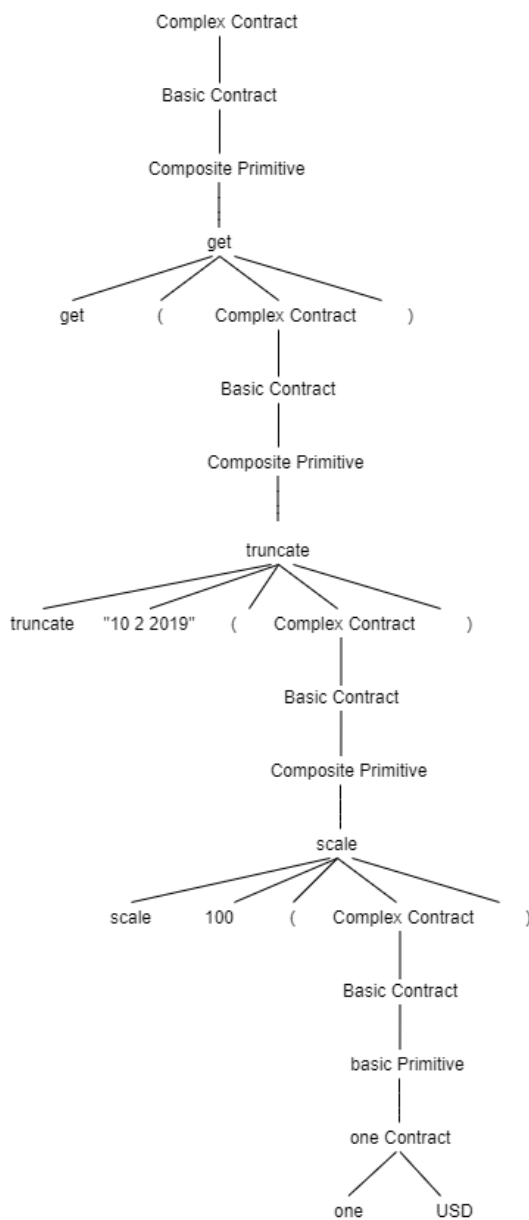 Complex Contract
Basic Contract
Composite Primitive
get
get ( Complex Contract )
Basic Contract
Composite Primitive
truncate
truncate "10 2 2019" ( Complex Contract )
Basic Contract
Composite Primitive
scale
scale 100 ( Complex Contract )
Basic Contract
basic Primitive
one Contract
one USD